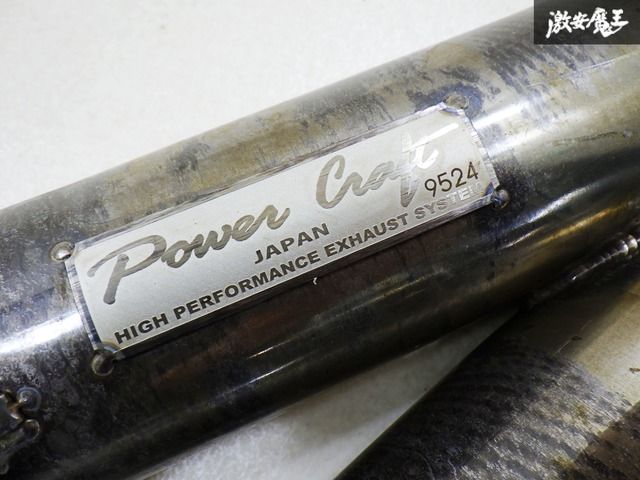 激安魔王
Power Craft
9524
JAPAN
HIGH PERFORMANCE EXHAUST SYSTEM